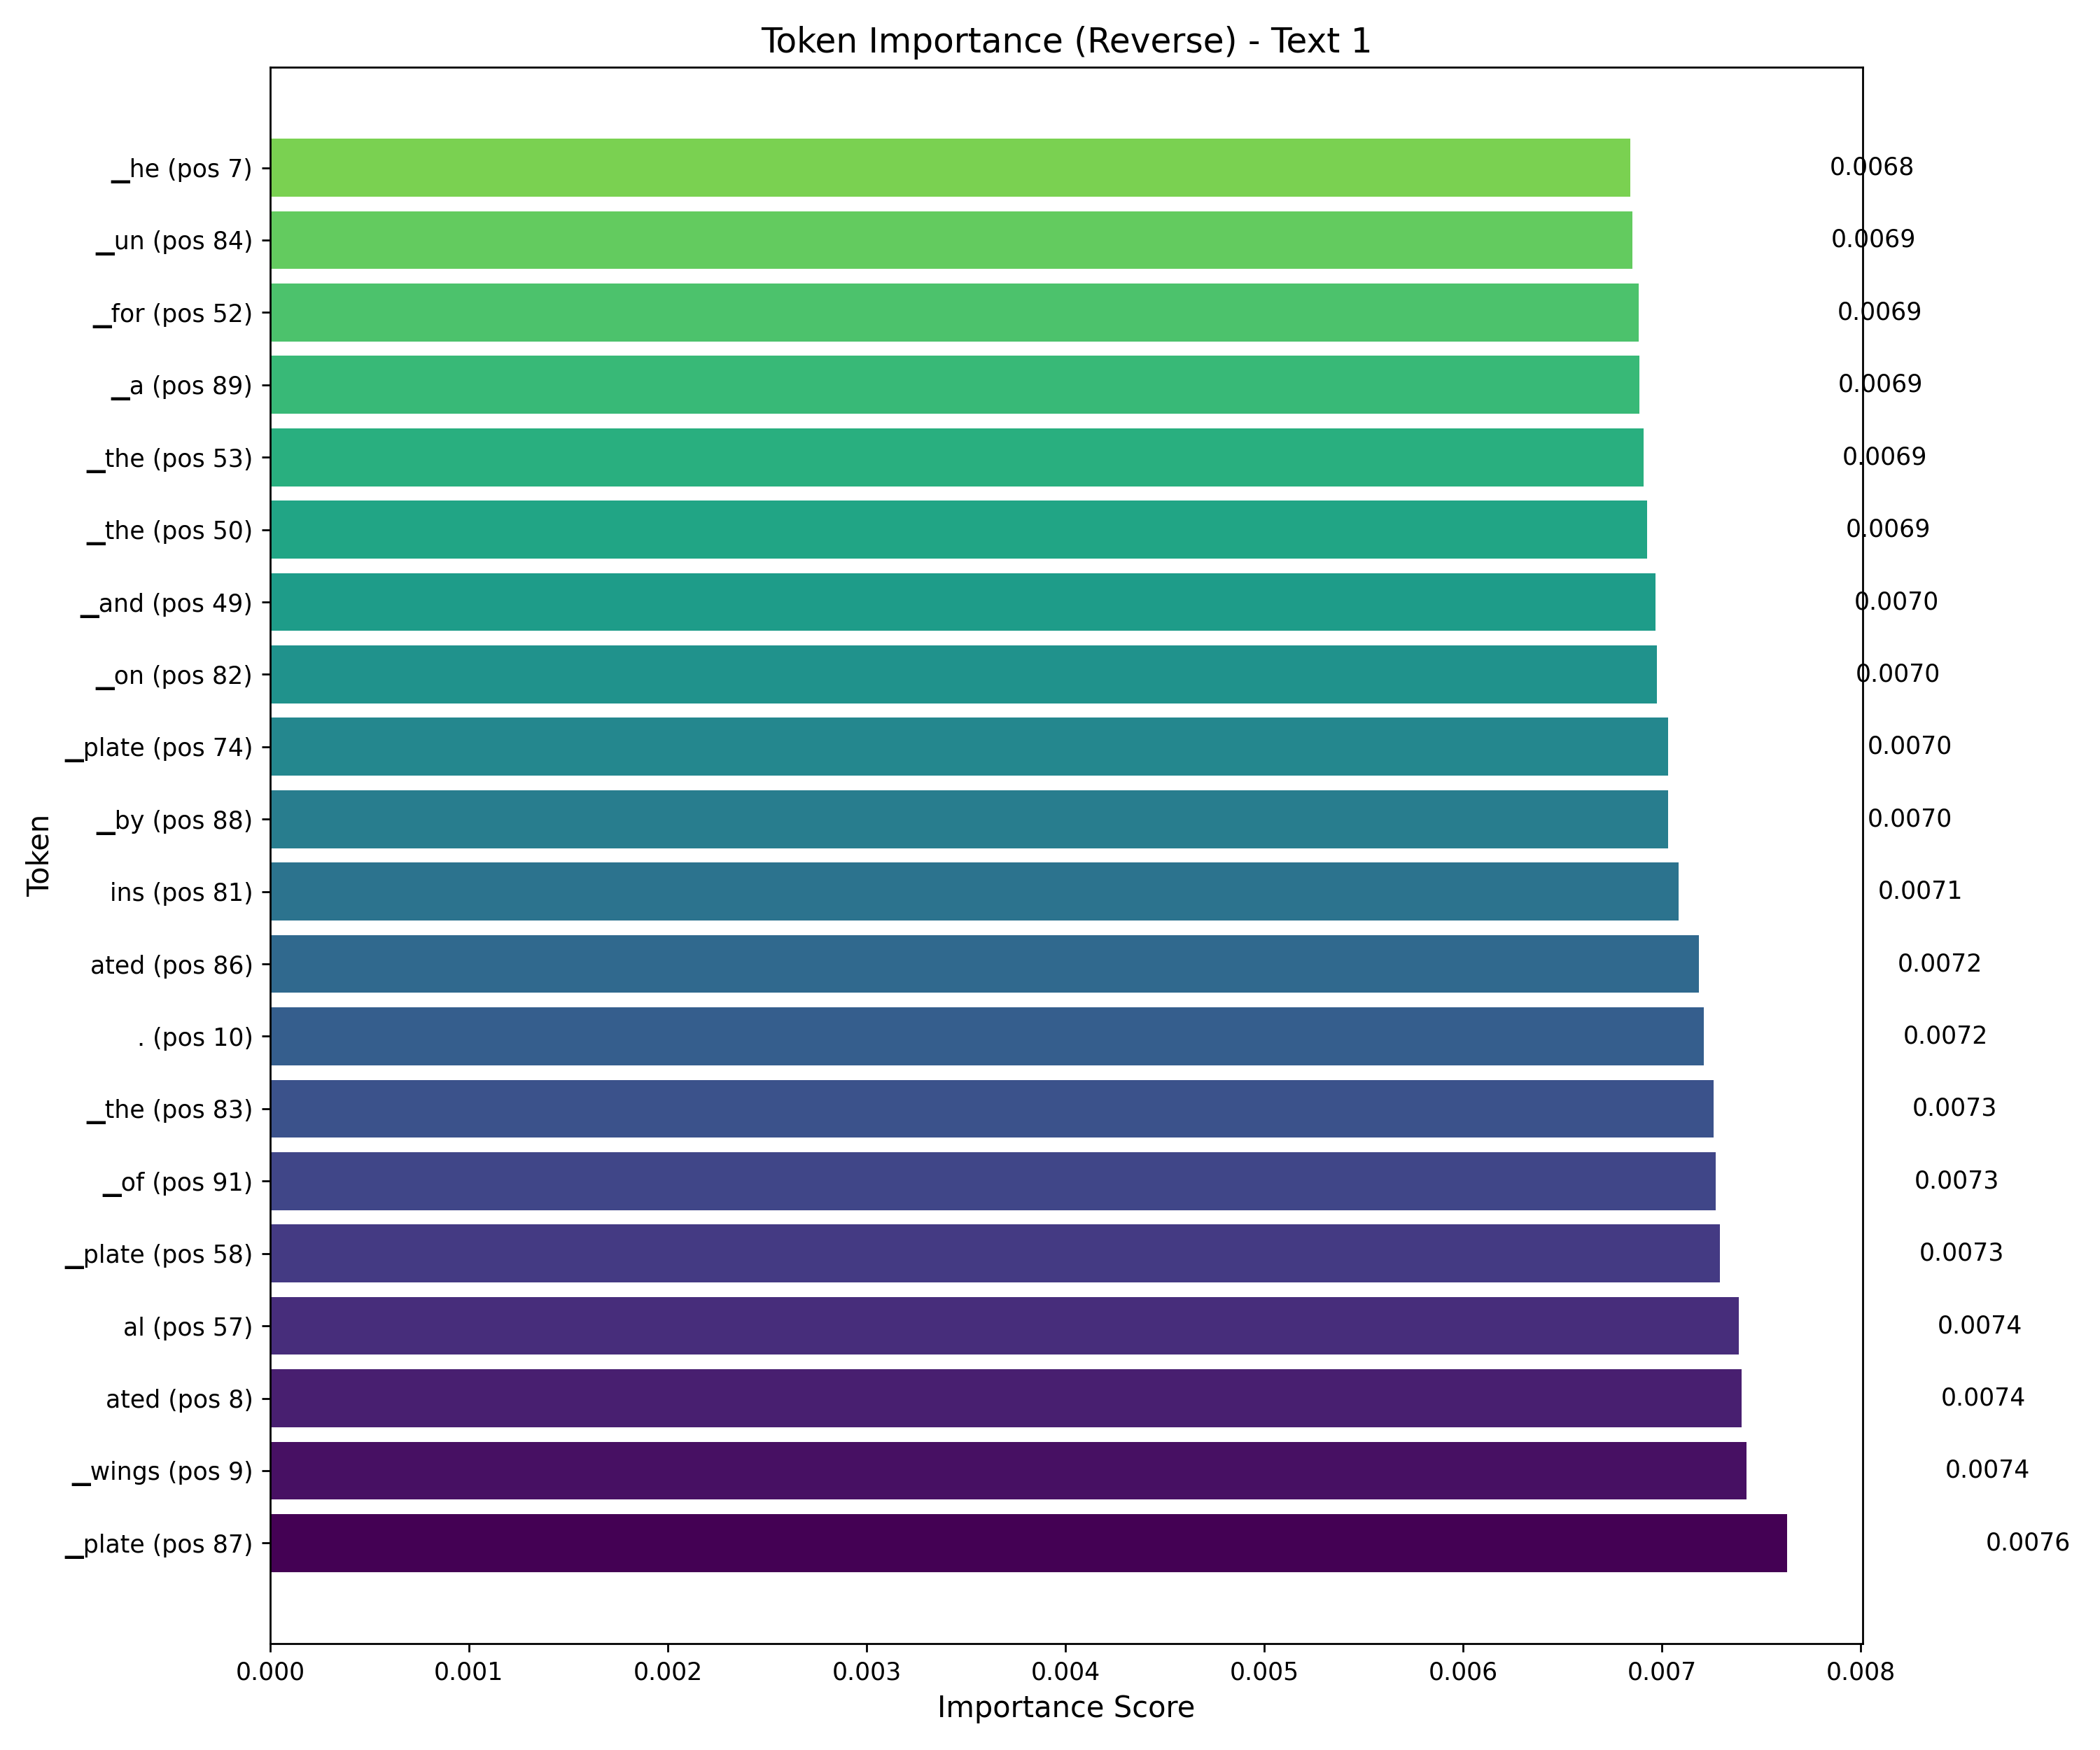 Token Importance (Reverse) - Text 1
▁he (pos 7) 0.0068
▁un (pos 84) 0.0069
▁for (pos 52) 0.0069
▁a (pos 89) 0.0069
▁the (pos 53) 0.0069
▁the (pos 50) 0.0069
▁and (pos 49) 0.0070
▁on (pos 82) 0.0070
▁plate (pos 74) 0.0070
▁by (pos 88) 0.0070
ins (pos 81) 0.0071
ated (pos 86) 0.0072
. (pos 10) 0.0072
▁the (pos 83) 0.0073
▁of (pos 91) 0.0073
▁plate (pos 58) 0.0073
al (pos 57) 0.0074
ated (pos 8) 0.0074
▁wings (pos 9) 0.0074
▁plate (pos 87) 0.0076
Token
0.000 0.001 0.002 0.003 0.004 0.005 0.006 0.007 0.008
Importance Score